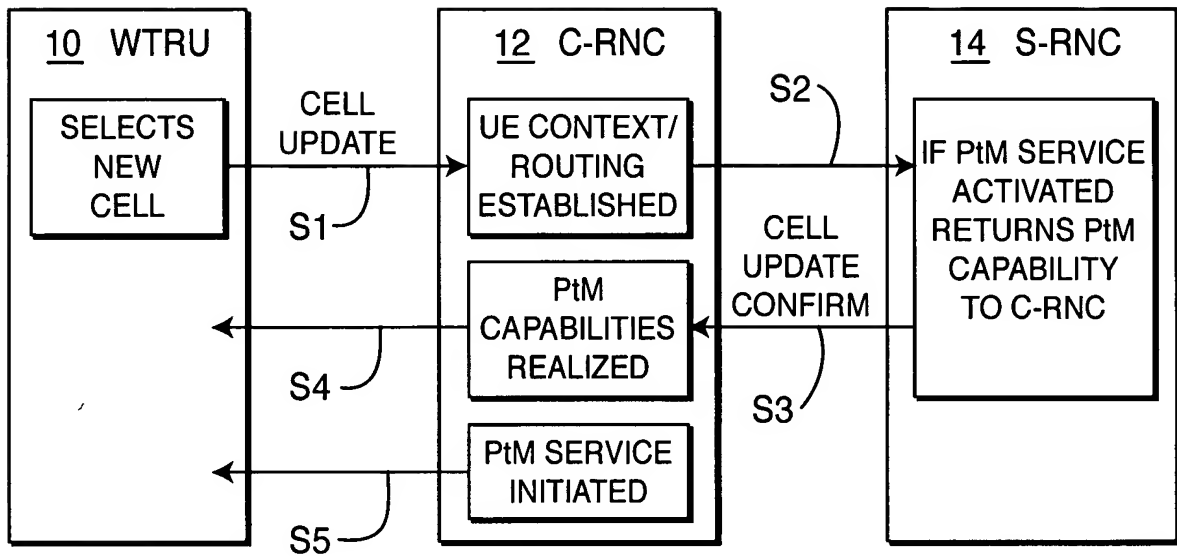 10 WTRU
SELECTS
NEW
CELL
CELL
UPDATE
S1
12 C-RNC
UE CONTEXT/
ROUTING
ESTABLISHED
S2
14 S-RNC
IF PtM SERVICE
ACTIVATED
RETURNS PtM
CAPABILITY
TO C-RNC
CELL
UPDATE
CONFIRM
S3
PtM
CAPABILITIES
REALIZED
S4
PtM SERVICE
INITIATED
S5